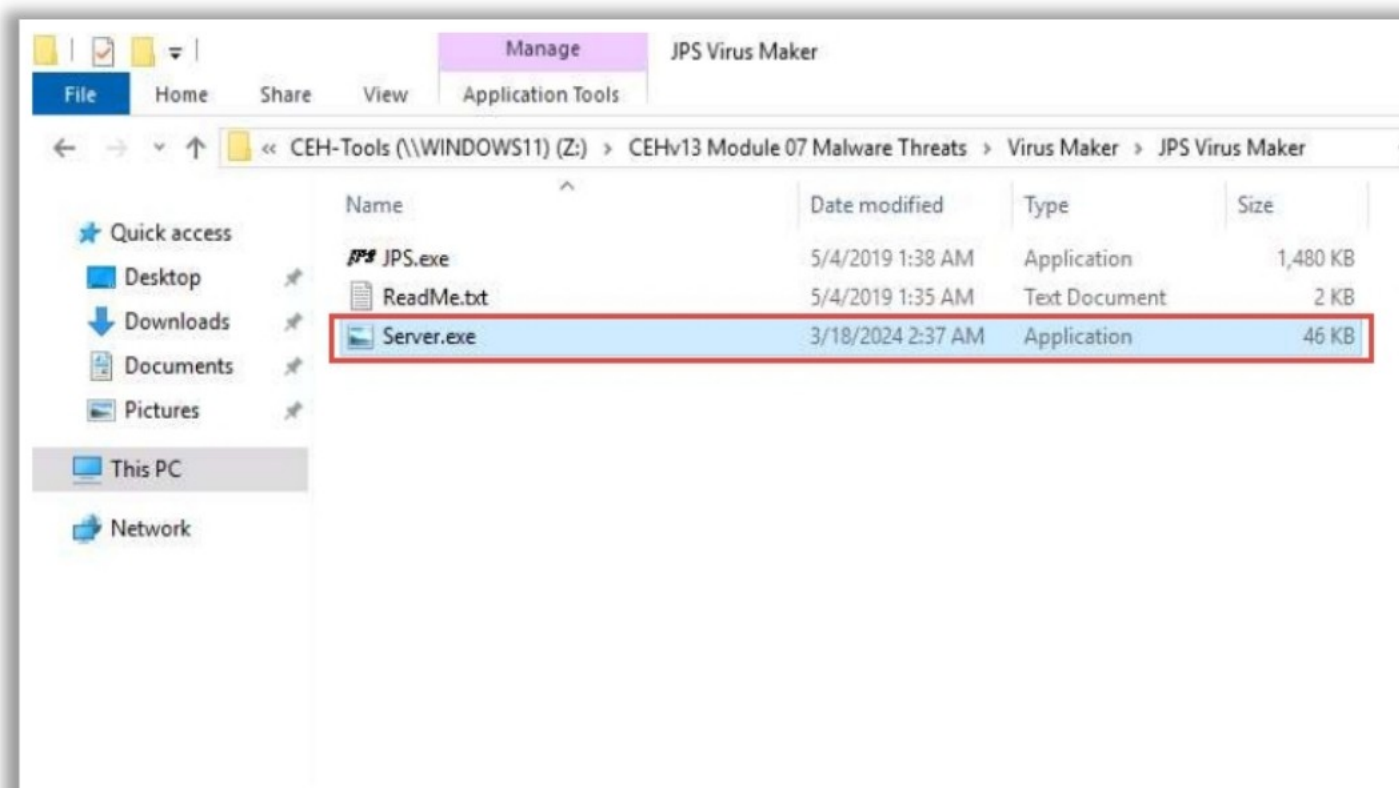 Manage JPS Virus Maker
File Home Share View Application Tools
« CEH-Tools (\\WINDOWS11) (Z:) > CEHv13 Module 07 Malware Threats > Virus Maker > JPS Virus Maker
Name Date modified Type Size
Quick access
Desktop
Downloads
Documents
Pictures
This PC
Network
JPS JPS.exe 5/4/2019 1:38 AM Application 1,480 KB
ReadMe.txt 5/4/2019 1:35 AM Text Document 2 KB
Server.exe 3/18/2024 2:37 AM Application 46 KB